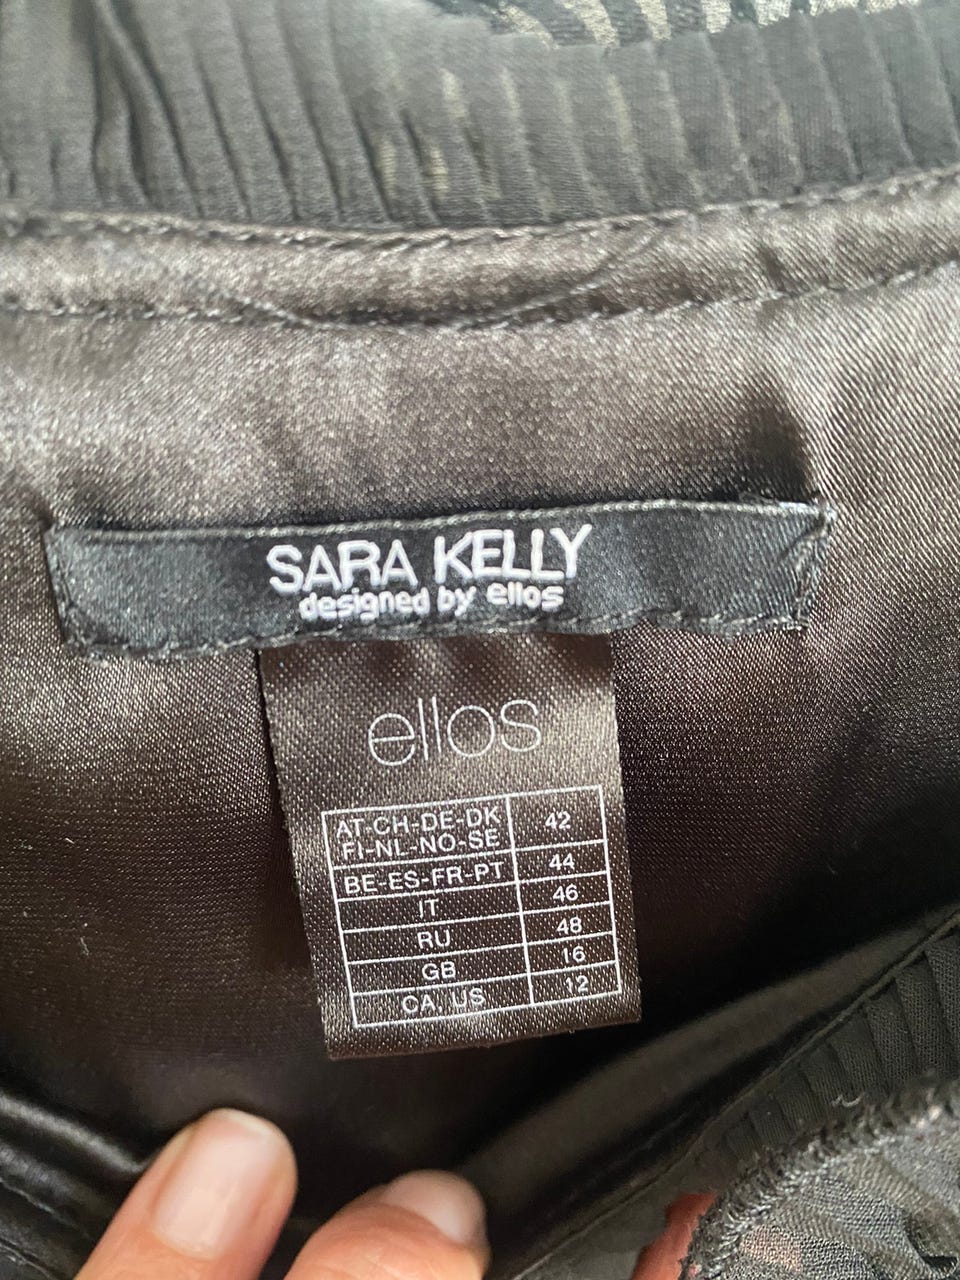 SARA KELLY
designed by ellos
ellos
AT-CH-DE-DK
FI-NL-NO-SE 42
BE-ES-FR-PT 44
IT 46
RU 48
GB 16
CA, US 12